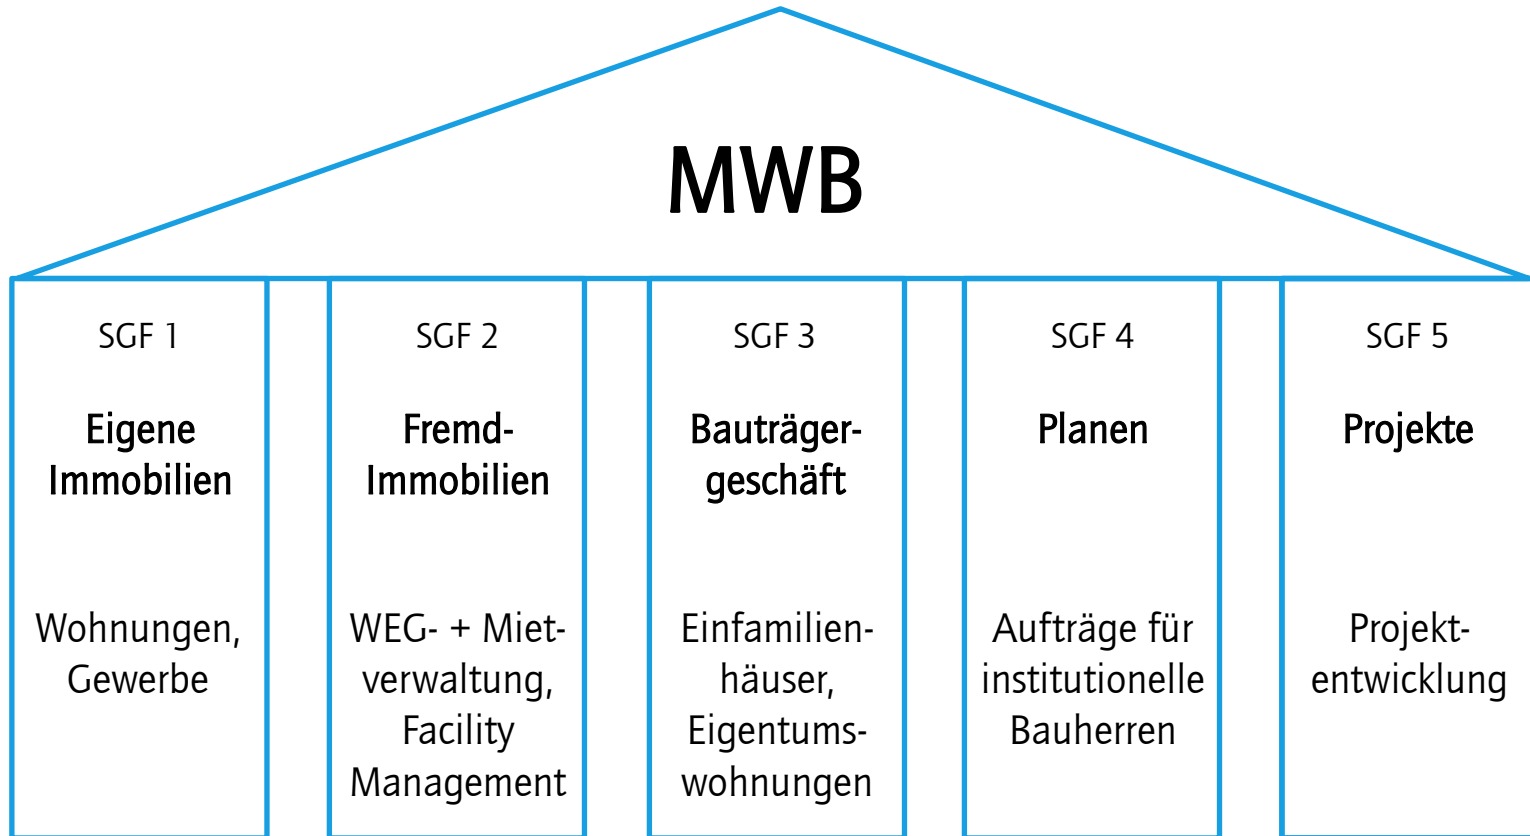 MWB
SGF 1
Eigene
Immobilien
Wohnungen,
Gewerbe
SGF 2
Fremd-
Immobilien
WEG- + Miet-
verwaltung,
Facility
Management
SGF 3
Bauträger-
geschäft
Einfamilien-
häuser,
Eigentums-
wohnungen
SGF 4
Planen
Aufträge für
institutionelle
Bauherren
SGF 5
Projekte
Projekt-
entwicklung